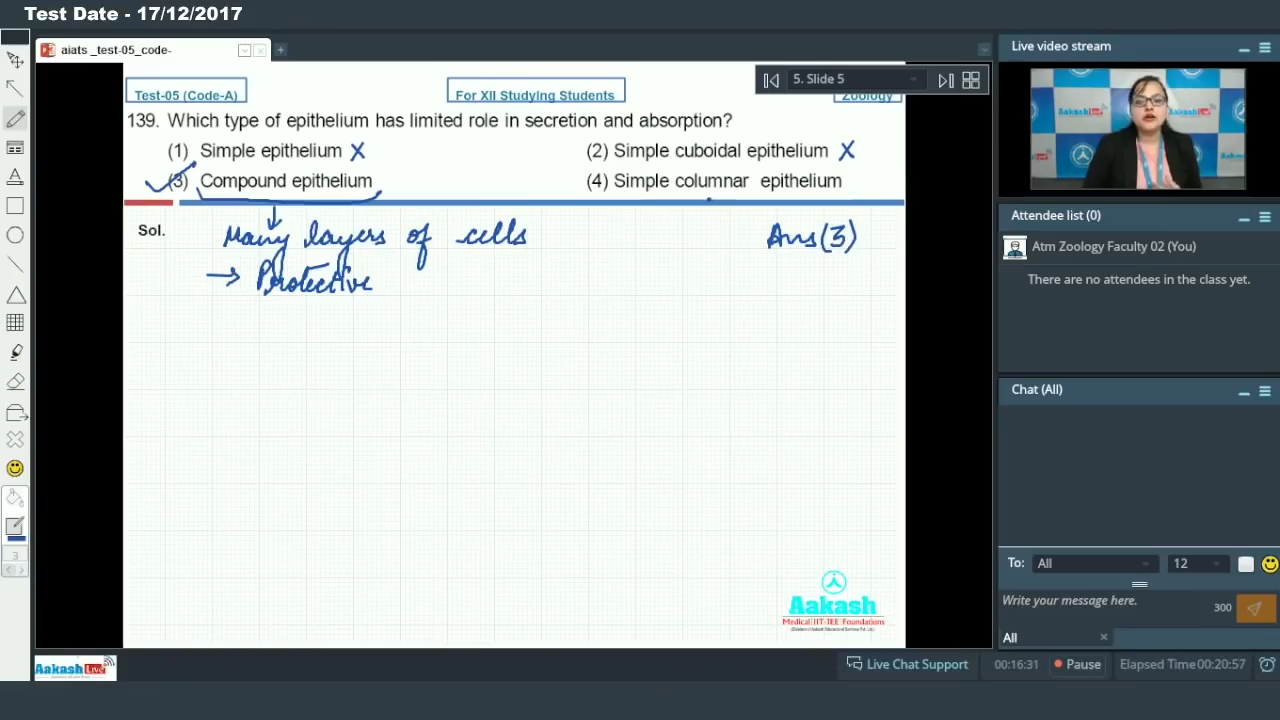 Test Date - 17/12/2017
aiats _test-05_code-
Live video stream
5. Slide 5
Test-05 (Code-A)
For XII Studying Students
Zoology
139. Which type of epithelium has limited role in secretion and absorption?
(1) Simple epithelium X
(2) Simple cuboidal epithelium X
(3) Compound epithelium
(4) Simple columnar epithelium
Sol.
Many layers of cells
Ans (3)
→ Protective
Attendee list (0)
Atm Zoology Faculty 02 (You)
There are no attendees in the class yet.
Chat (All)
To: All 12
Write your message here.
300
All
3
Aakash
Medical|IIT-JEE|Foundations
Aakash Live
Live Chat Support
00:16:31
Pause
Elapsed Time 00:20:57